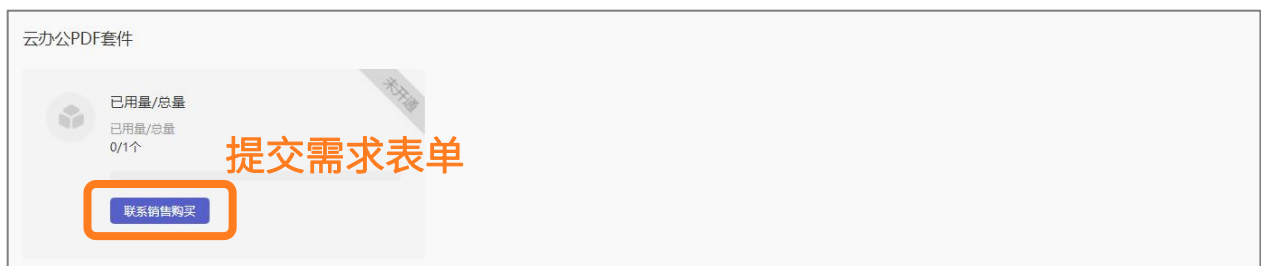 云办公PDF套件
未开通
已用量/总量
已用量/总量
0/1个
提交需求表单
联系销售购买